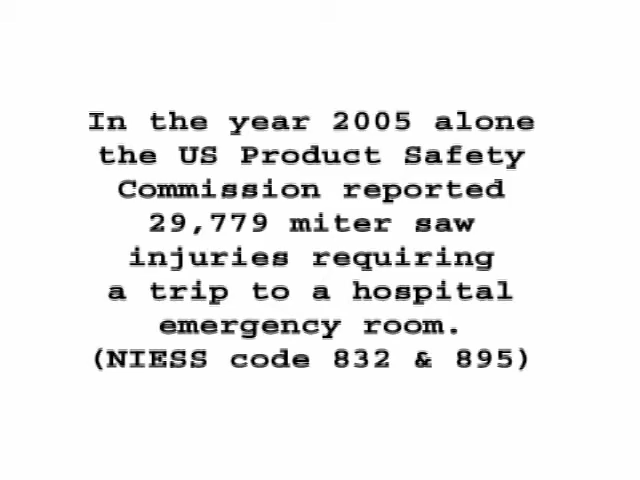 In the year 2005 alone
the US Product Safety
Commission reported
29,779 miter saw
injuries requiring
a trip to a hospital
emergency room.
(NIESS code 832 & 895)